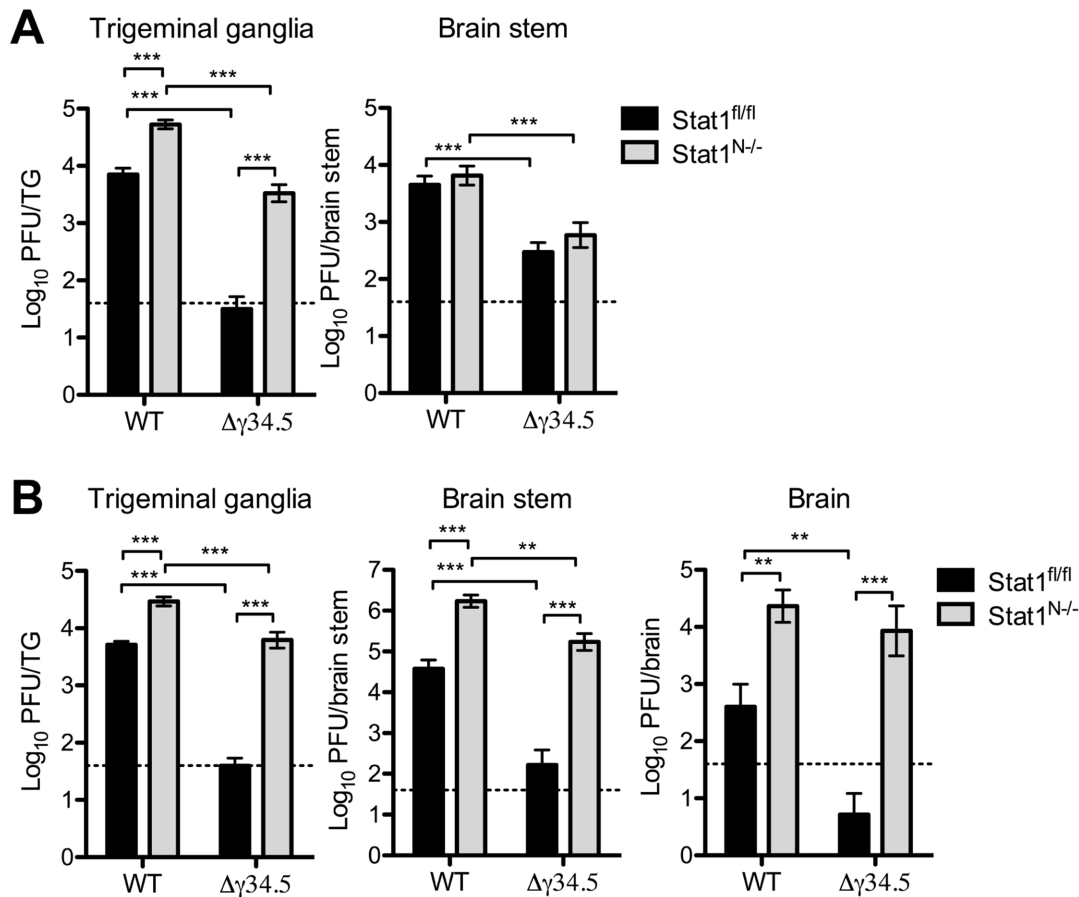 A
Trigeminal ganglia
***
***
***
***
Log10 PFU/TG
5
4
3
2
1
0
WT
Δγ34.5
Brain stem
***
***
Log10 PFU/brain stem
5
4
3
2
1
0
WT
Δγ34.5
Stat1fl/fl
Stat1N-/-
B
Trigeminal ganglia
***
***
***
***
Log10 PFU/TG
5
4
3
2
1
0
WT
Δγ34.5
Brain stem
***
**
***
***
Log10 PFU/brain stem
7
6
5
4
3
2
1
0
WT
Δγ34.5
Brain
**
**
***
Log10 PFU/brain
5
4
3
2
1
0
WT
Δγ34.5
Stat1fl/fl
Stat1N-/-